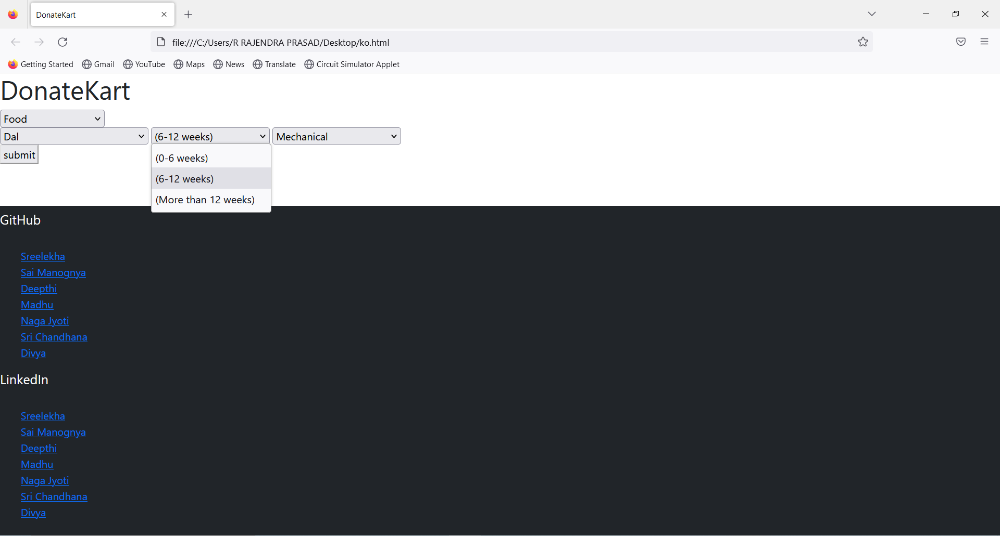 DonateKart
file:///C:/Users/R RAJENDRA PRASAD/Desktop/ko.html
Getting Started Gmail YouTube Maps News Translate Circuit Simulator Applet
DonateKart
Food
Dal (6-12 weeks) Mechanical
submit
(0-6 weeks)
(6-12 weeks)
(More than 12 weeks)
GitHub
Sreelekha
Sai Manognya
Deepthi
Madhu
Naga Jyoti
Sri Chandhana
Divya
LinkedIn
Sreelekha
Sai Manognya
Deepthi
Madhu
Naga Jyoti
Sri Chandhana
Divya